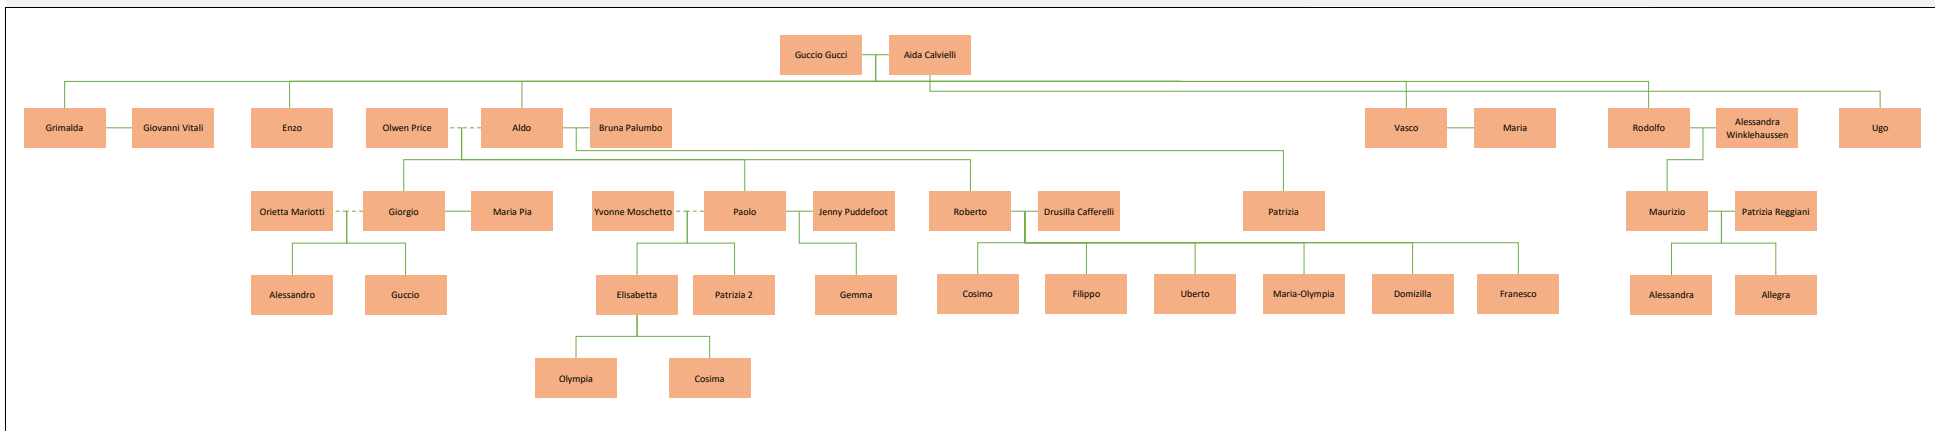 Guccio Gucci
Aida Calvielli
Grimalda
Giovanni Vitali
Enzo
Olwen Price
Aldo
Bruna Palumbo
Vasco
Maria
Rodolfo
Alessandra
Winklehaussen
Ugo
Orietta Mariotti
Giorgio
Maria Pia
Yvonne Moschetto
Paolo
Jenny Puddefoot
Roberto
Drusilla Cafferelli
Patrizia
Maurizio
Patrizia Reggiani
Alessandro
Guccio
Elisabetta
Patrizia 2
Gemma
Cosimo
Filippo
Uberto
Maria-Olympia
Domizilla
Franesco
Alessandra
Allegra
Olympia
Cosima